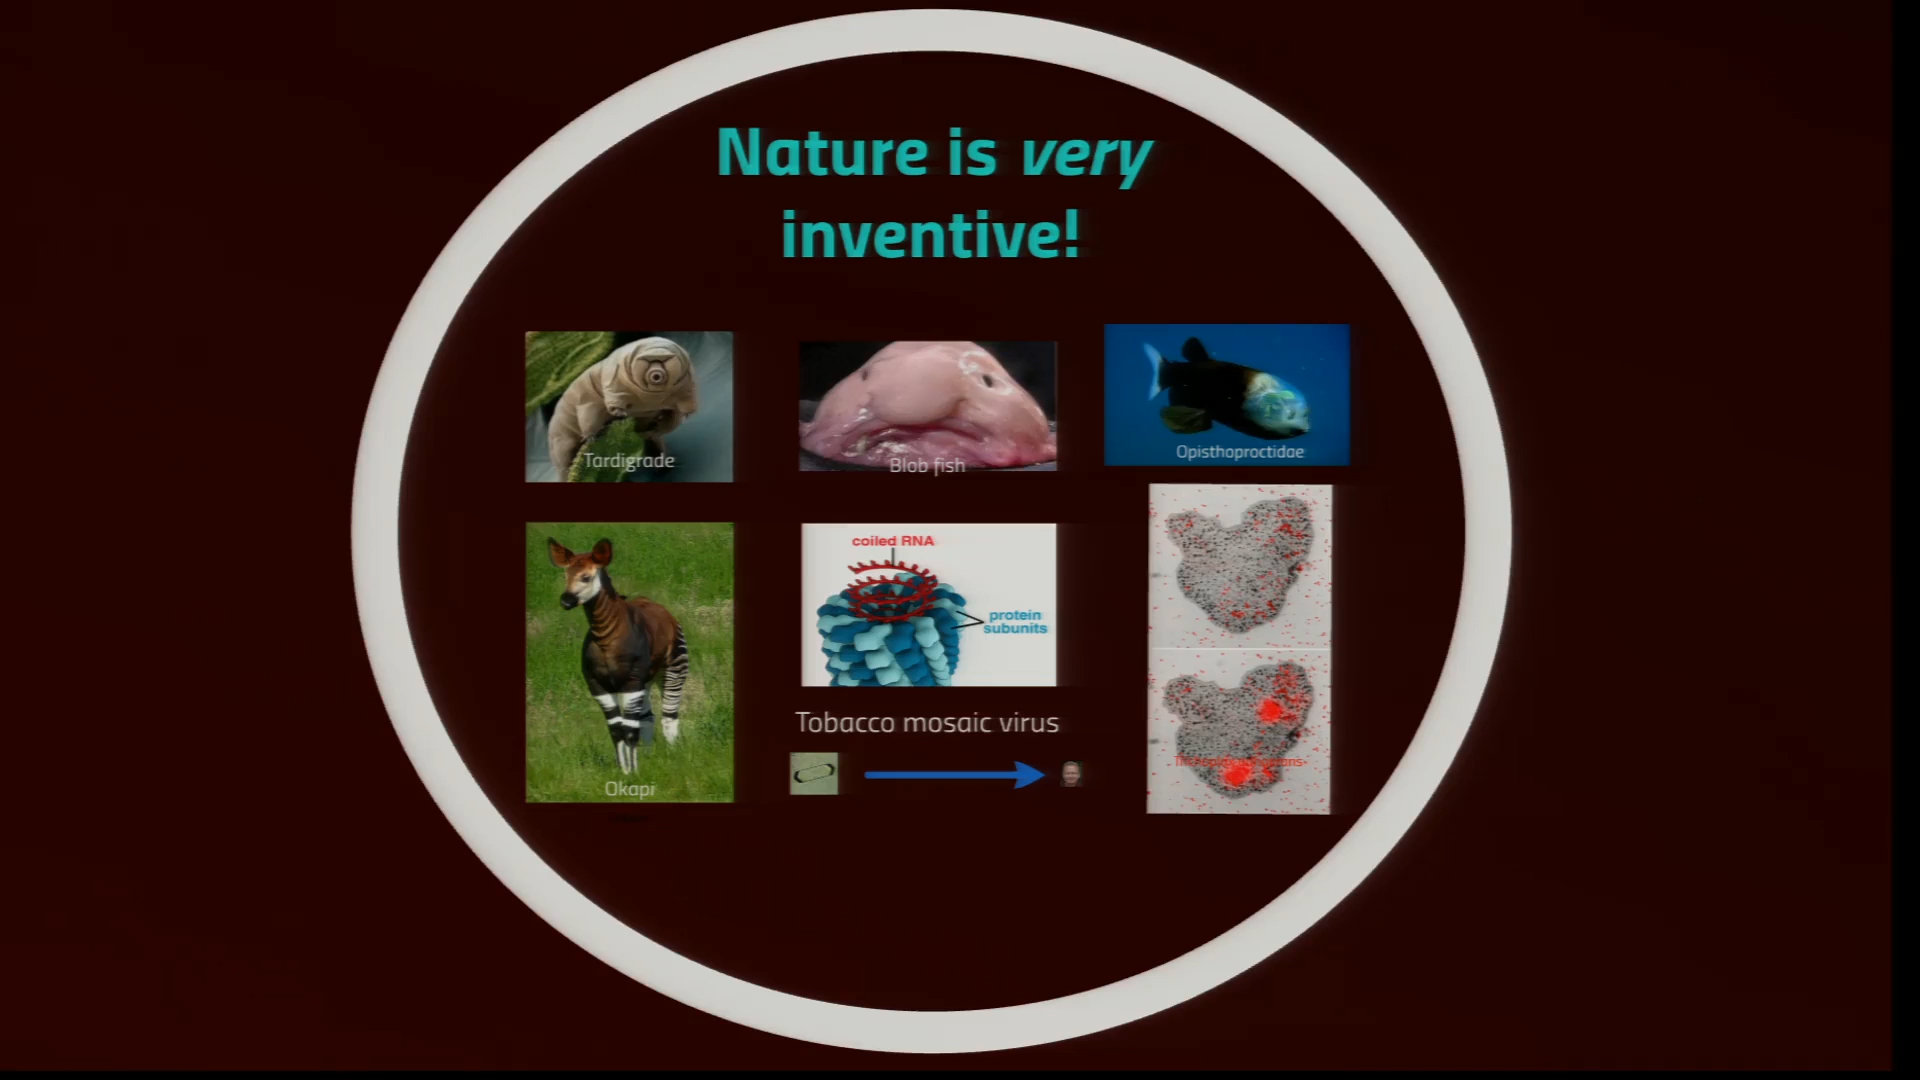 Nature is very
inventive!
Tardigrade
Blob fish
Opisthoproctidae
coiled RNA
protein
subunits
Tobacco mosaic virus
Okapi